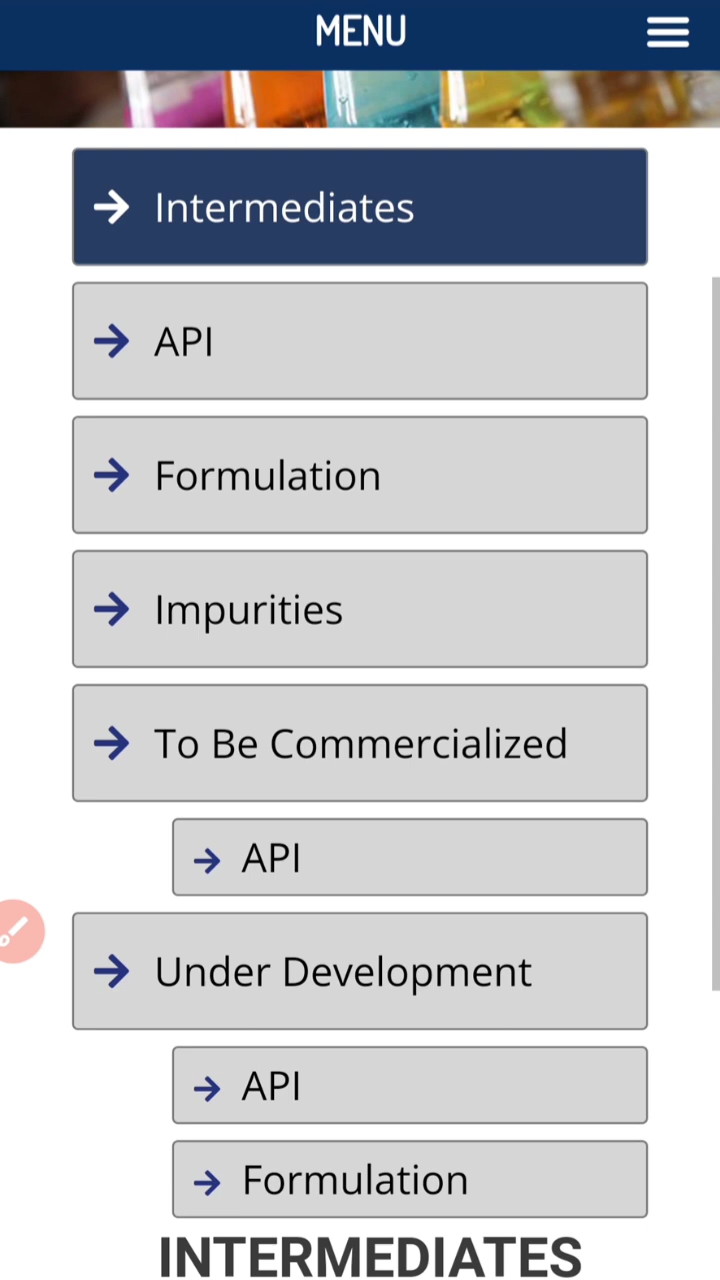 MENU
Intermediates
API
Formulation
Impurities
To Be Commercialized
API
Under Development
API
Formulation
INTERMEDIATES